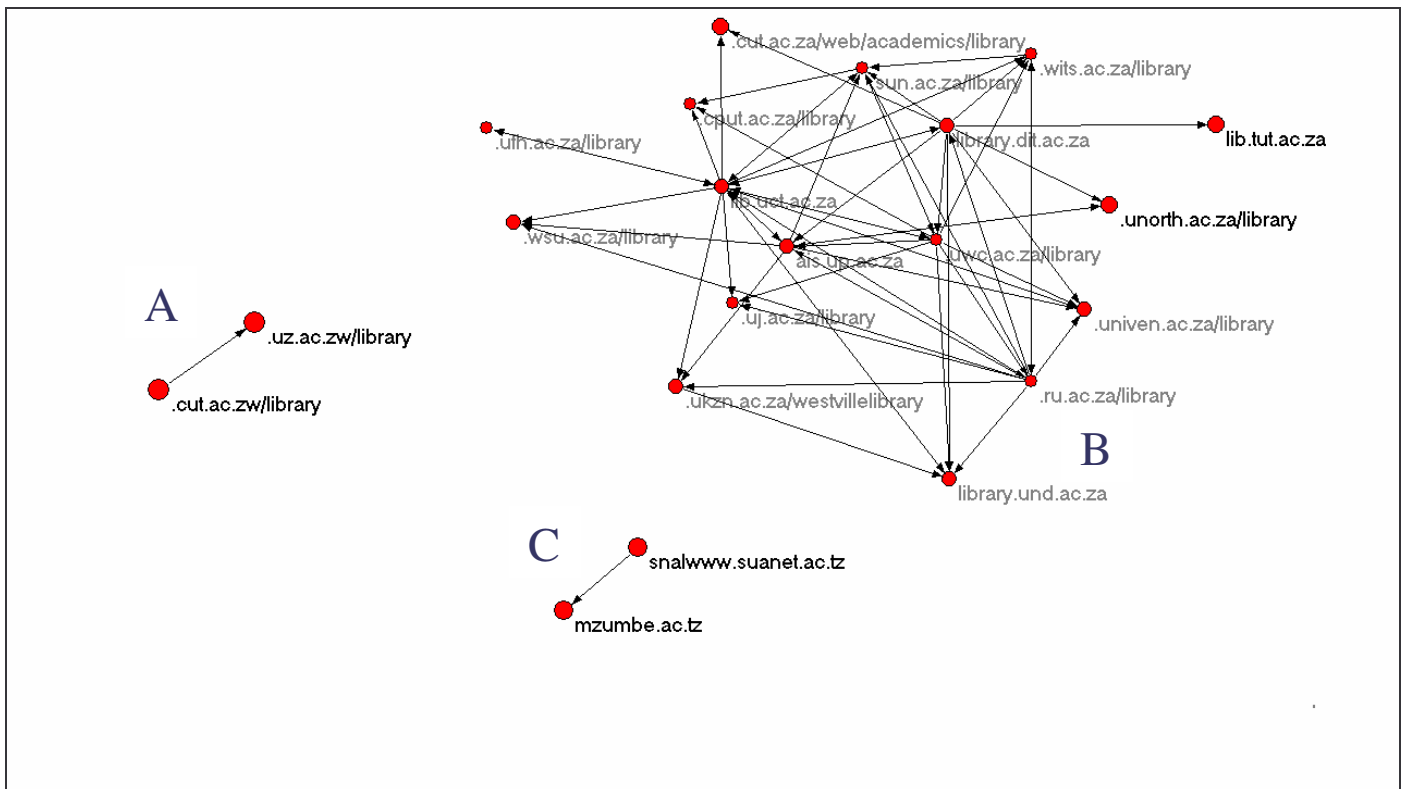 .cut.ac.za/web/academics/library
.wits.ac.za/library
sun.ac.za/library
.cput.ac.za/library
.ufh.ac.za/library
library.dit.ac.za
lib.tut.ac.za
lib.uct.ac.za
.unorth.ac.za/library
.wsu.ac.za/library
ais.up.ac.za
.uwc.ac.za/library
A
.uz.ac.zw/library
.uj.ac.za/library
.univen.ac.za/library
.cut.ac.zw/library
.ukzn.ac.za/westvillelibrary
.ru.ac.za/library
B
library.und.ac.za
C
snalwww.suanet.ac.tz
mzumbe.ac.tz